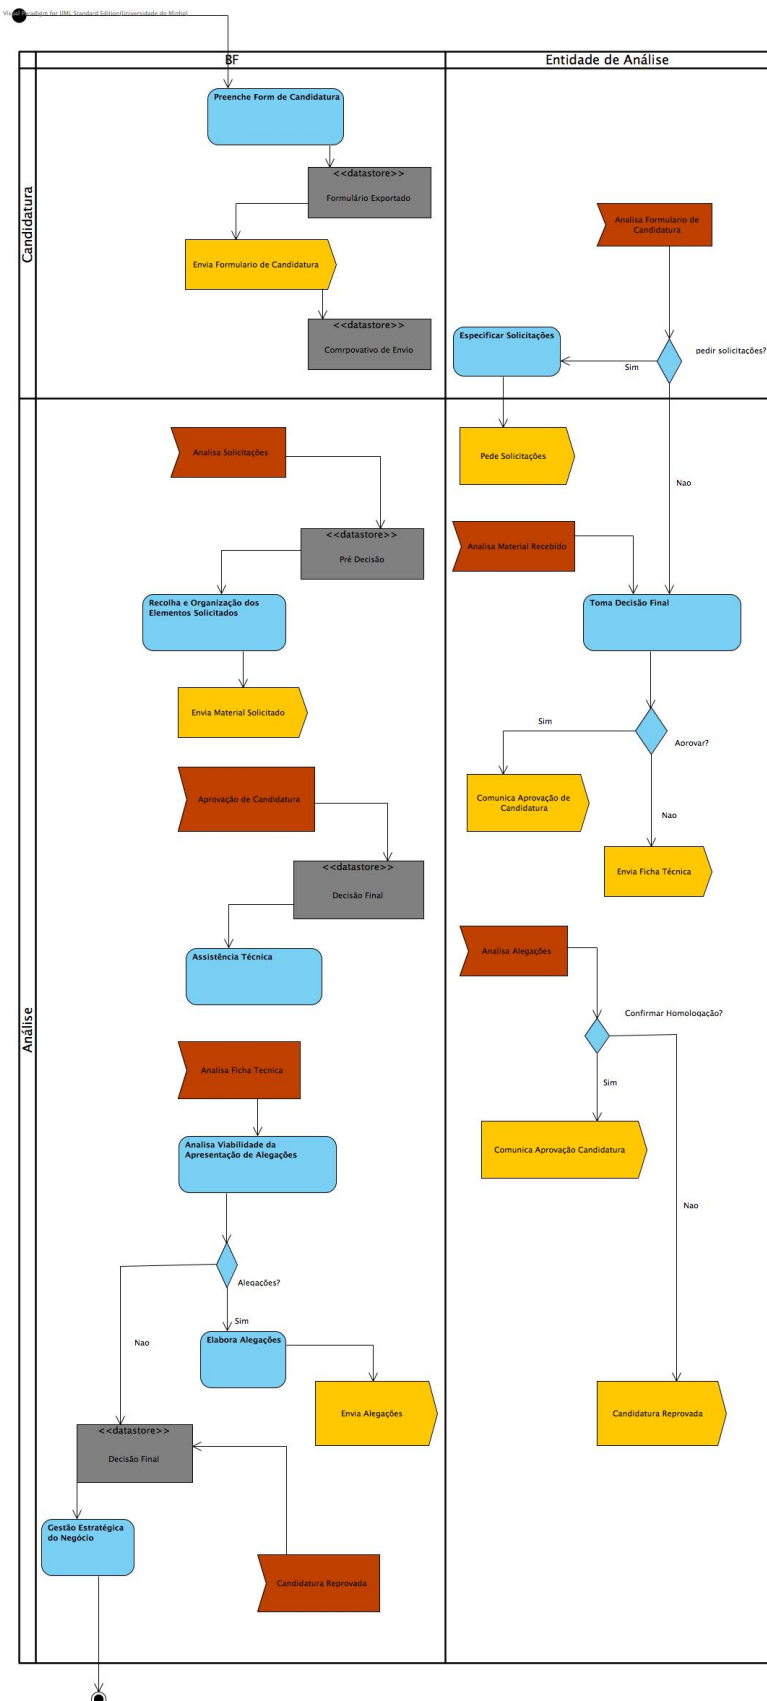 Visual Paradigm for UML Standard Edition(Universidade do Minho)
BF
Entidade de Análise
Candidatura
Preenche Form de Candidatura
<<datastore>>
Formulário Exportado
Envia Formulario de Candidatura
<<datastore>>
Comrpovativo de Envio
Analisa Formulario de
Candidatura
pedir solicitações?
Sim
Especificar Solicitações
Nao
Análise
Analisa Solicitações
Pede Solicitações
<<datastore>>
Pré Decisão
Analisa Material Recebido
Recolha e Organização dos
Elementos Solicitados
Toma Decisão Final
Envia Material Solicitado
Sim
Aprovar?
Nao
Aprovação de Candidatura
Comunica Aprovação de
Candidatura
<<datastore>>
Decisão Final
Envia Ficha Técnica
Assistência Técnica
Analisa Alegações
Confirmar Homologação?
Sim
Nao
Analisa Ficha Tecnica
Analisa Viabilidade da
Apresentação de Alegações
Comunica Aprovação Candidatura
Alegações?
Sim
Nao
Elabora Alegações
Envia Alegações
Candidatura Reprovada
<<datastore>>
Decisão Final
Gestão Estratégica
do Negócio
Candidatura Reprovada